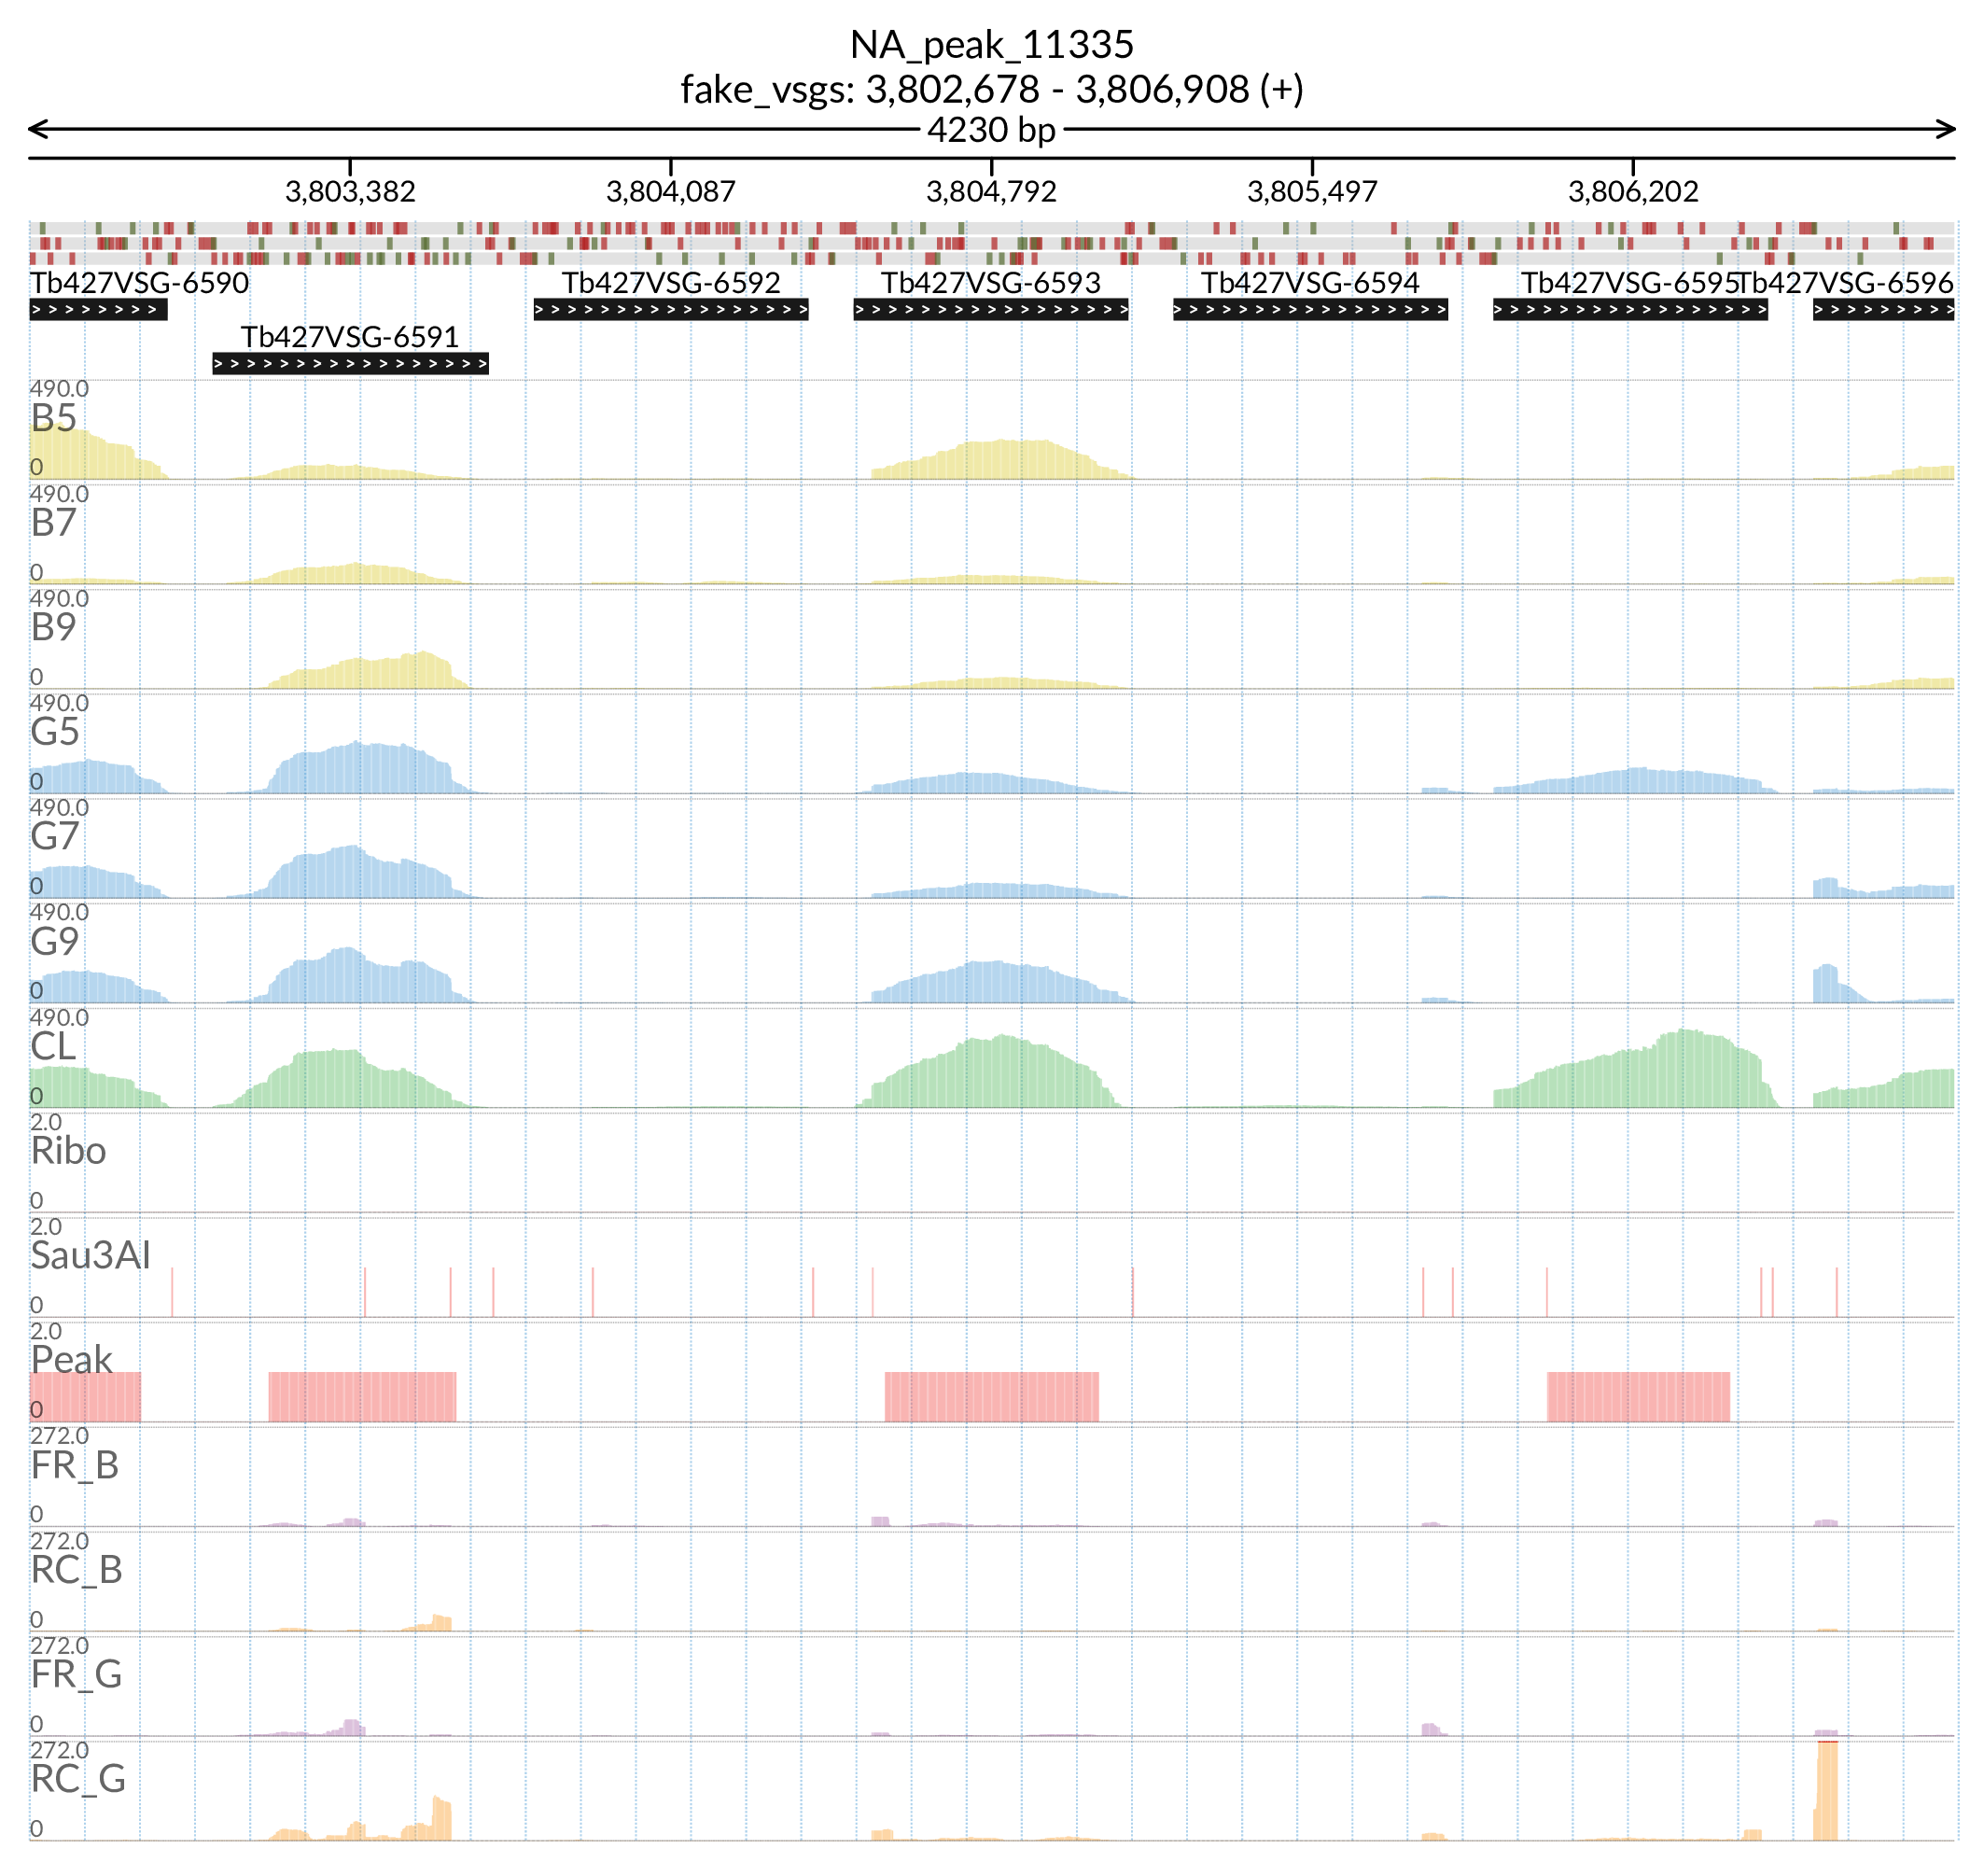 NA_peak_11335
fake_vsgs: 3,802,678 - 3,806,908 (+)
4230 bp
3,803,382 3,804,087 3,804,792 3,805,497 3,806,202
Tb427VSG-6590 Tb427VSG-6592 Tb427VSG-6593 Tb427VSG-6594 Tb427VSG-6595 Tb427VSG-6596
Tb427VSG-6591
490.0
B5
0
490.0
B7
0
490.0
B9
0
490.0
G5
0
490.0
G7
0
490.0
G9
0
490.0
CL
0
2.0
Ribo
0
2.0
Sau3AI
0
2.0
Peak
0
272.0
FR_B
0
272.0
RC_B
0
272.0
FR_G
0
272.0
RC_G
0